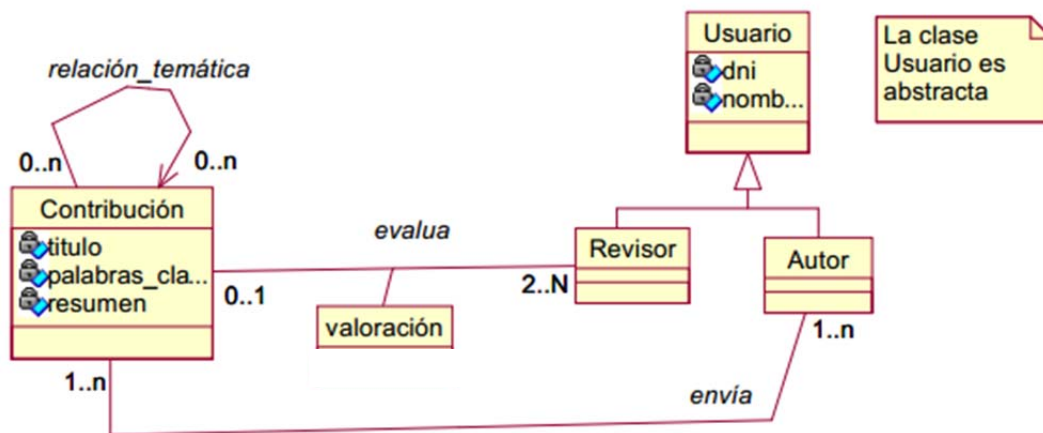 Usuario
dni
nomb...
La clase
Usuario es
abstracta
relación_temática
0..n
0..n
Contribución
titulo
palabras_cla...
resumen
evalua
0..1
2..N
valoración
Revisor
Autor
1..n
1..n
envía